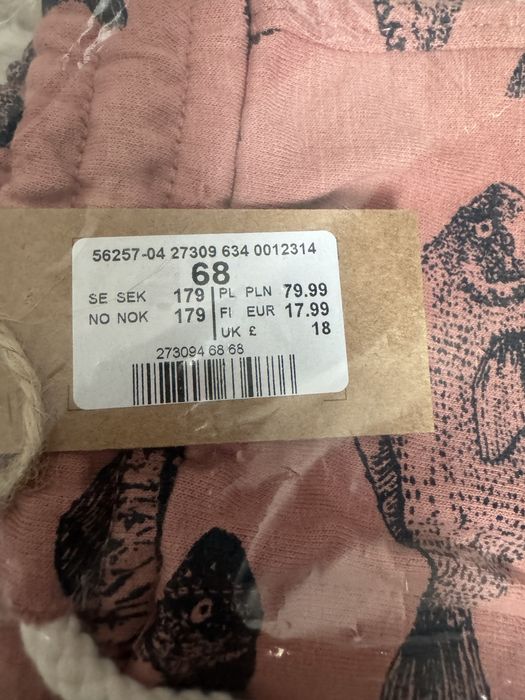 56257-04 27309 634 0012314
68
SE SEK 179 PL PLN 79.99
NO NOK 179 FI EUR 17.99
UK £ 18
273094 68 68